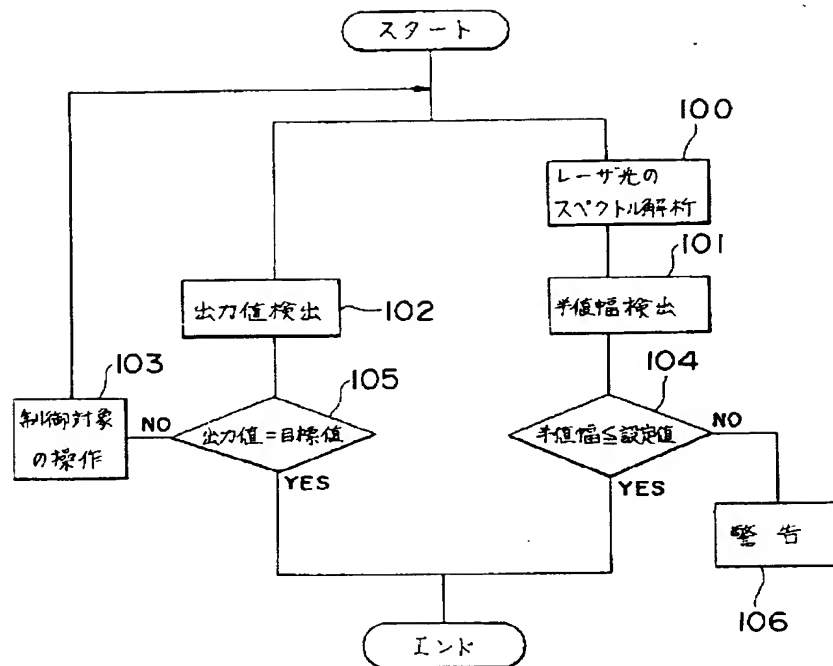 スタート
100
レーザ光の
スペクトル解析
101
半値幅検出
出力値検出
102
103
制御対象
の操作
NO
105
出力値=目標値
YES
104
半値幅≦設定値
NO
YES
警告
106
エンド